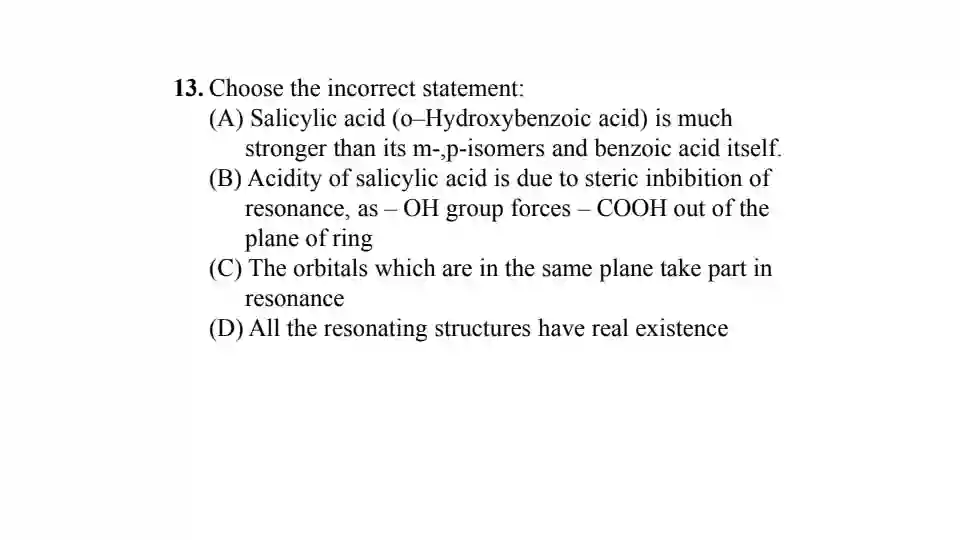 13. Choose the incorrect statement:
(A) Salicylic acid (o–Hydroxybenzoic acid) is much
stronger than its m-,p-isomers and benzoic acid itself.
(B) Acidity of salicylic acid is due to steric inbibition of
resonance, as – OH group forces – COOH out of the
plane of ring
(C) The orbitals which are in the same plane take part in
resonance
(D) All the resonating structures have real existence